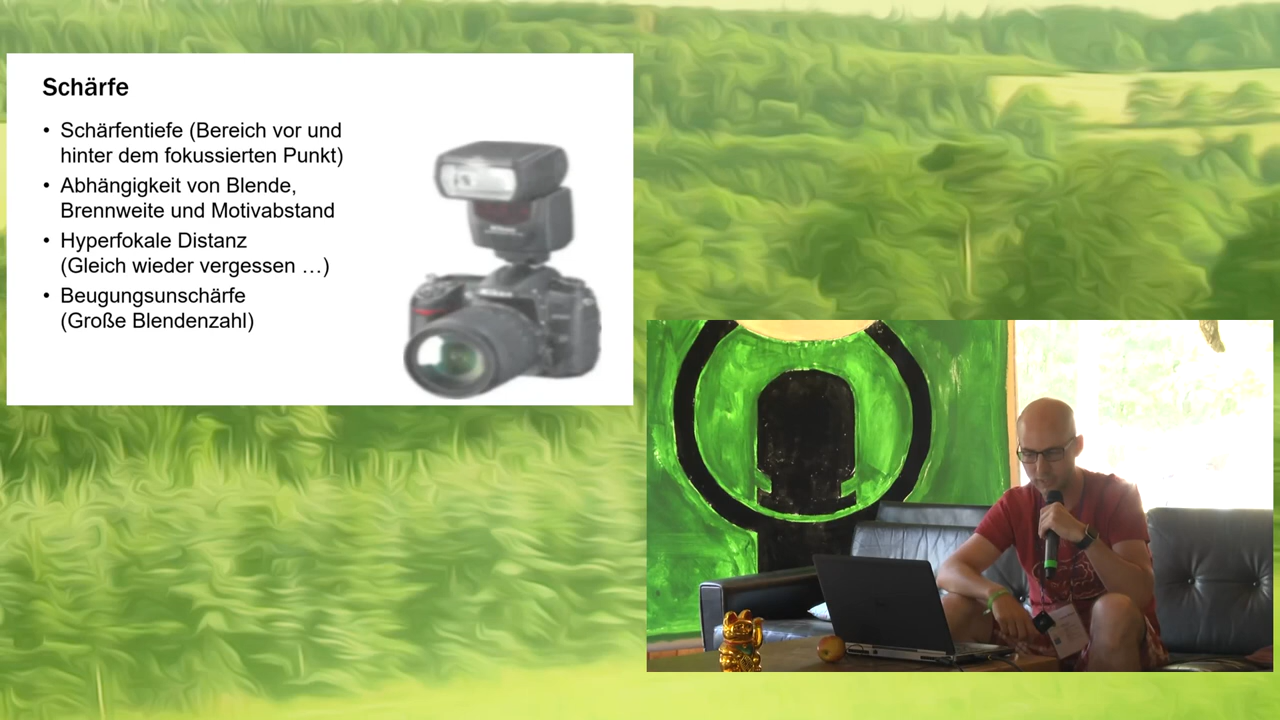 Schärfe
• Schärfentiefe (Bereich vor und
hinter dem fokussierten Punkt)
• Abhängigkeit von Blende,
Brennweite und Motivabstand
• Hyperfokale Distanz
(Gleich wieder vergessen …)
• Beugungsunschärfe
(Große Blendenzahl)